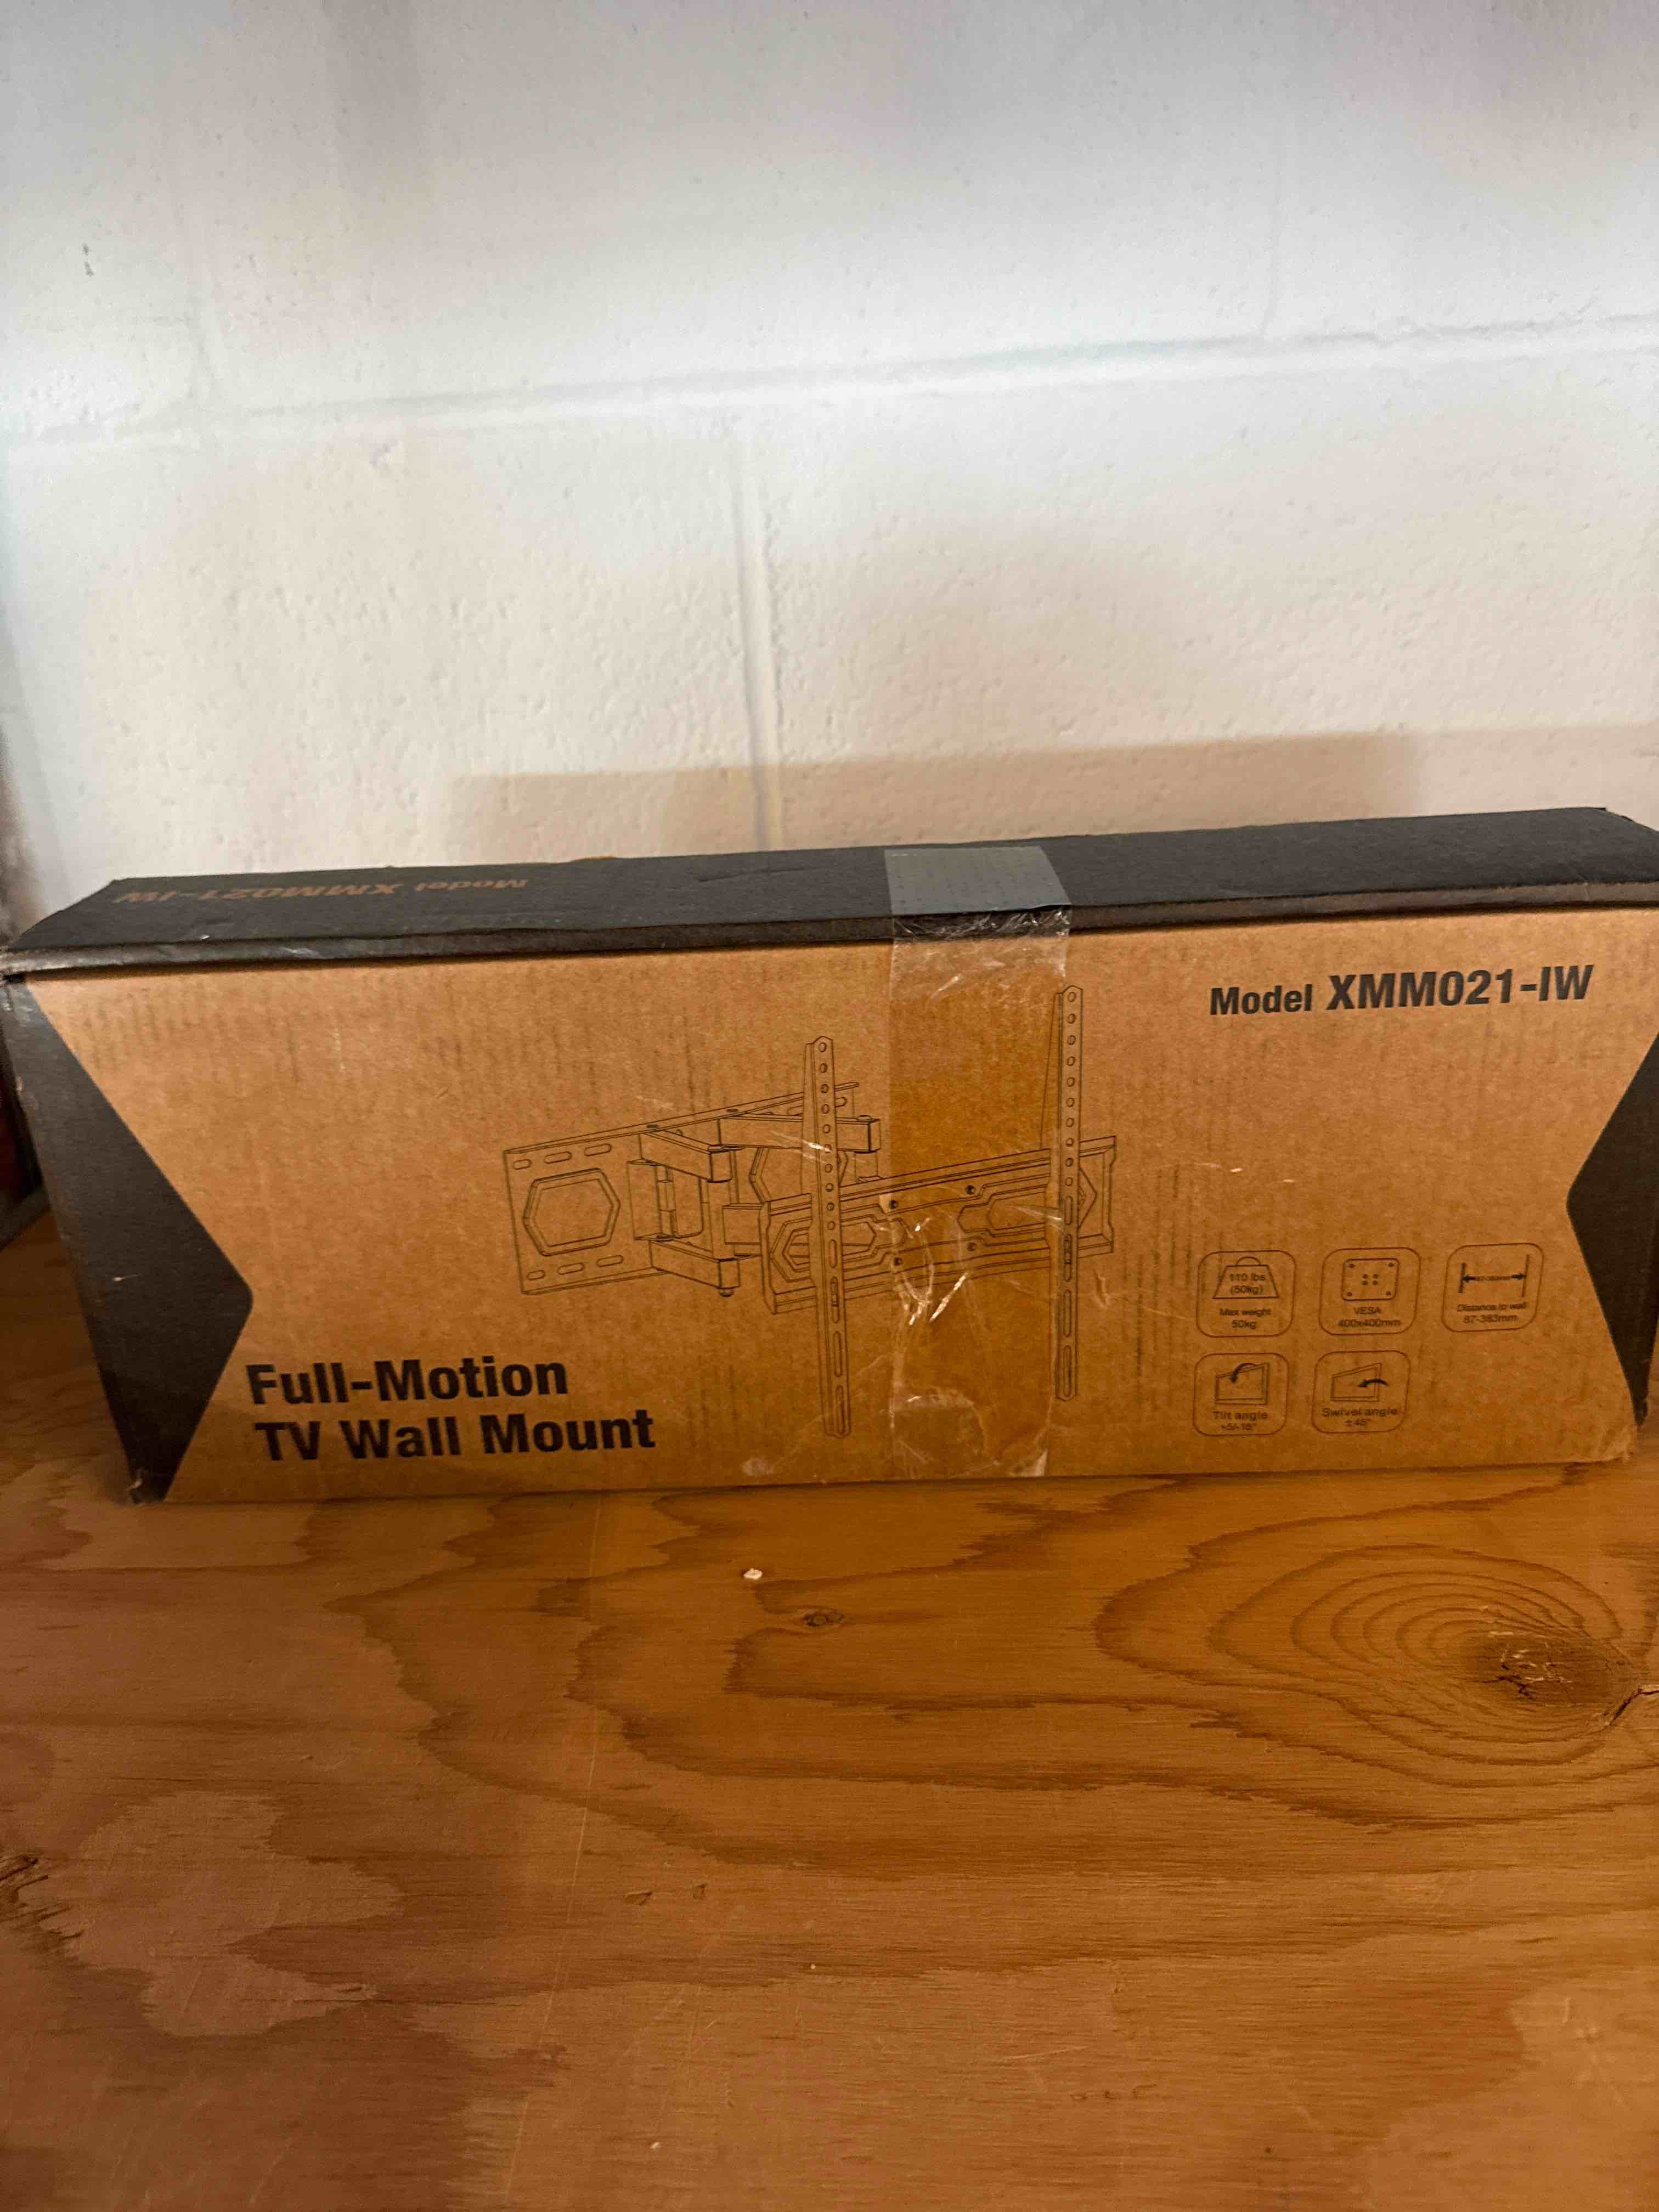 Model XMM021-IW
Model XMM021-IW
Full-Motion
TV Wall Mount
110 lbs
(50kg)
Max weight
50kg
VESA
400x400mm
Distance to wall
87-383mm
Tilt angle
Swivel angle
±45°